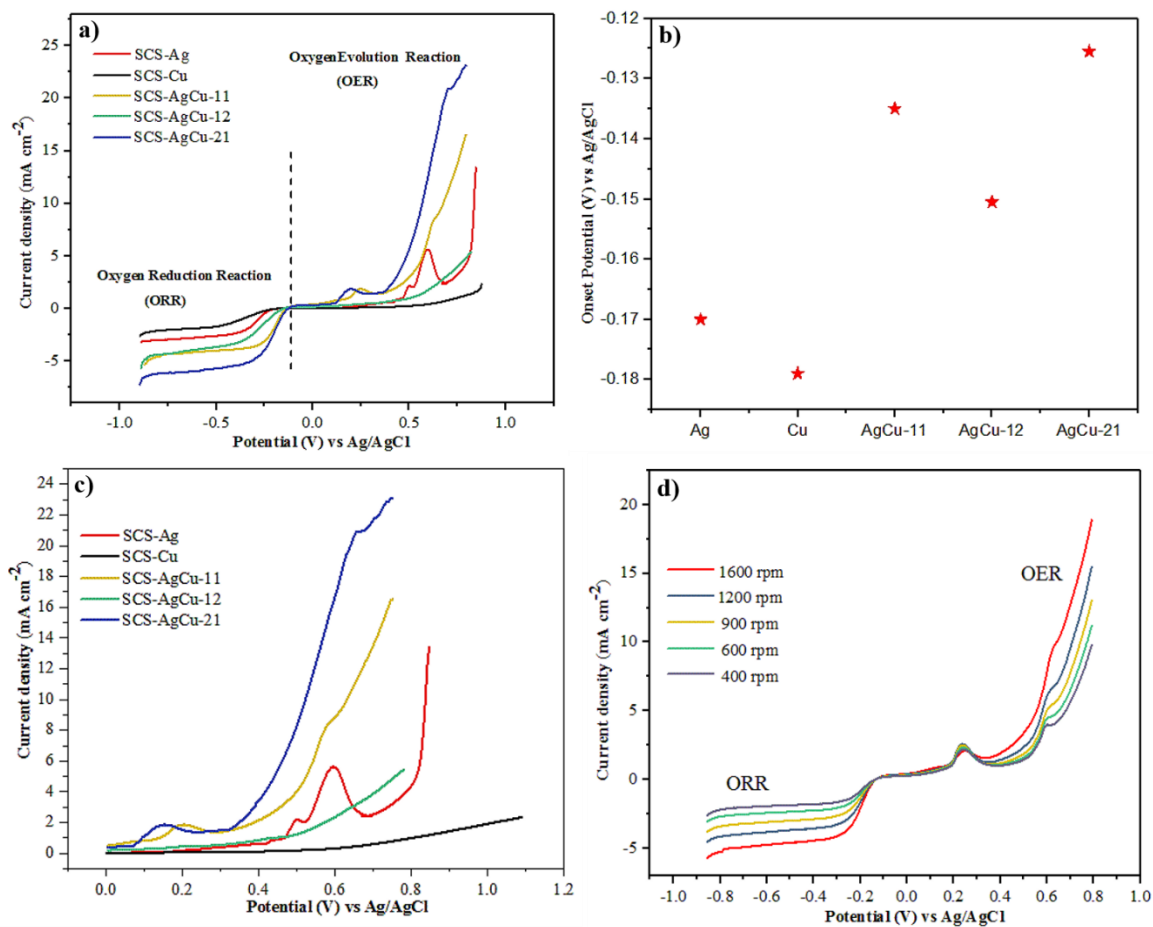 a)
SCS-Ag
SCS-Cu
SCS-AgCu-11
SCS-AgCu-12
SCS-AgCu-21
Oxygen Evolution Reaction
(OER)
Oxygen Reduction Reaction
(ORR)
25
20
15
10
5
0
-5
-1.0
-0.5
0.0
0.5
1.0
Current density (mA cm⁻²)
Potential (V) vs Ag/AgCl
b)
-0.12
-0.13
-0.14
-0.15
-0.16
-0.17
-0.18
Ag
Cu
AgCu-11
AgCu-12
AgCu-21
Onset Potential (V) vs Ag/AgCl
c)
SCS-Ag
SCS-Cu
SCS-AgCu-11
SCS-AgCu-12
SCS-AgCu-21
24
23
22
21
20
18
16
14
12
10
8
6
4
2
0
0.0
0.2
0.4
0.6
0.8
1.0
1.2
Current density (mA cm⁻²)
Potential (V) vs Ag/AgCl
d)
1600 rpm
1200 rpm
900 rpm
600 rpm
400 rpm
OER
ORR
20
15
10
5
0
-5
-1.0
-0.8
-0.6
-0.4
-0.2
0.0
0.2
0.4
0.6
0.8
1.0
Current density (mA cm⁻²)
Potential (V) vs Ag/AgCl